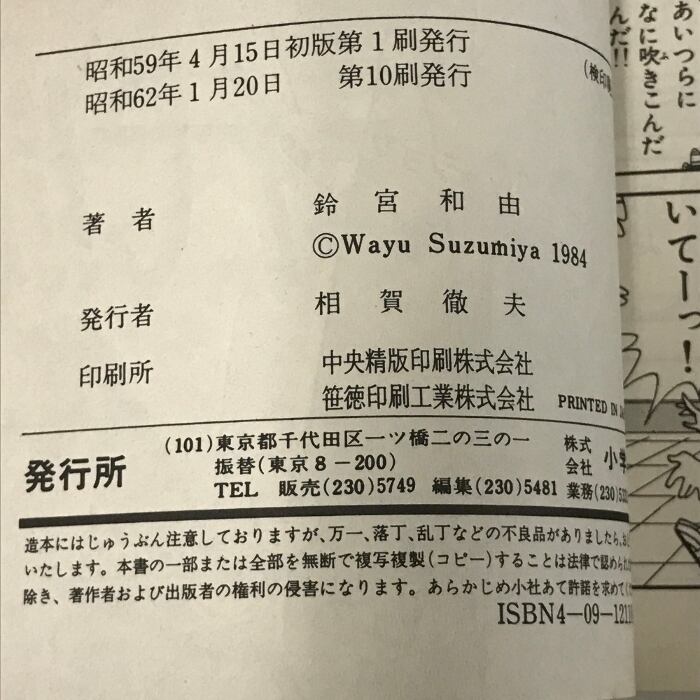 昭和59年4月15日初版第1刷発行
昭和62年1月20日 第10刷発行
(検印
著者 鈴宮和由
©Wayu Suzumiya 1984
発行者 相賀徹夫
印刷所 中央精版印刷株式会社
笹徳印刷工業株式会社
PRINTED IN
発行所
(101)東京都千代田区一ツ橋二の三の一
振替(東京8-200)
TEL 販売(230)5749 編集(230)5481 業務(230)
株式会社 小学
造本にはじゅうぶん注意しておりますが、万一、落丁、乱丁などの不良品がありましたら、お
いたします。本書の一部または全部を無断で複写複製(コピー)することは法律で認められ
除き、著作者および出版者の権利の侵害になります。あらかじめ小社あて許諾を求めて
ISBN4-09-121
あいつらに
なに吹きこんだ
んだ!!
いてーっ!